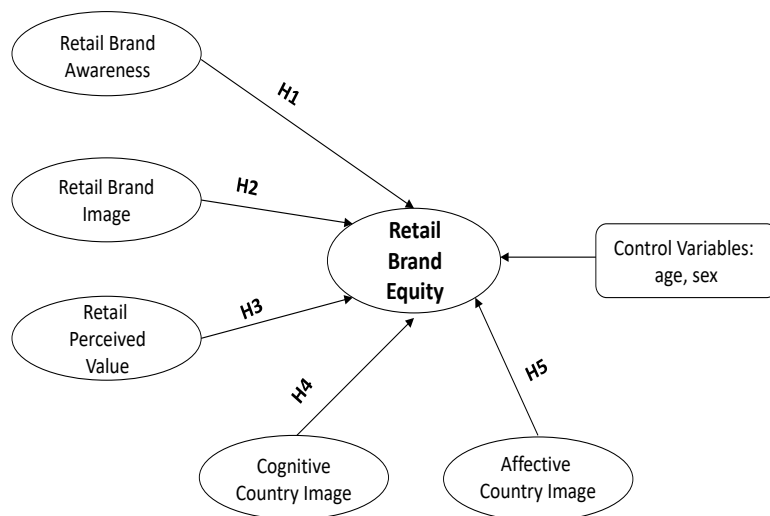 Retail Brand
Awareness
H1
Retail Brand
Image
H2
Retail
Brand
Equity
Control Variables:
age, sex
Retail
Perceived
Value
H3
H4
H5
Cognitive
Country Image
Affective
Country Image